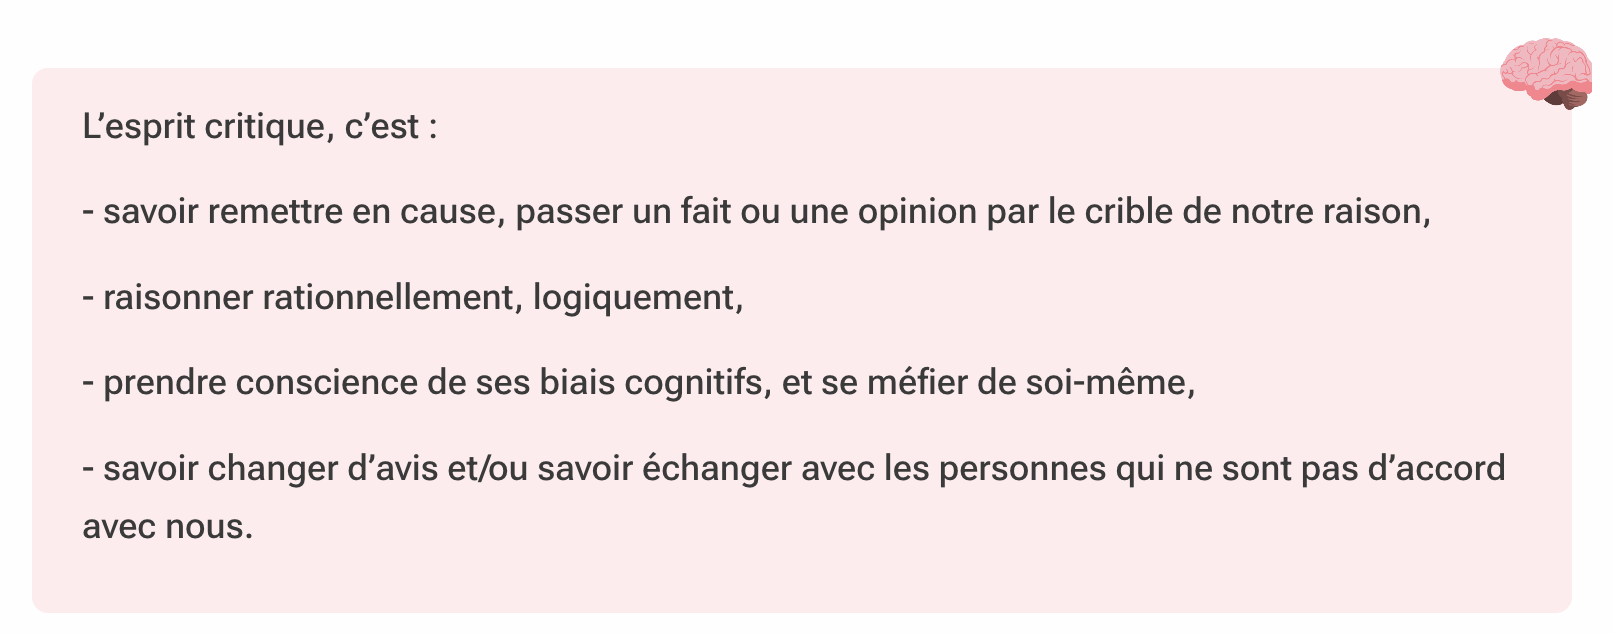 L’esprit critique, c’est :
- savoir remettre en cause, passer un fait ou une opinion par le crible de notre raison,
- raisonner rationnellement, logiquement,
- prendre conscience de ses biais cognitifs, et se méfier de soi-même,
- savoir changer d’avis et/ou savoir échanger avec les personnes qui ne sont pas d’accord
avec nous.